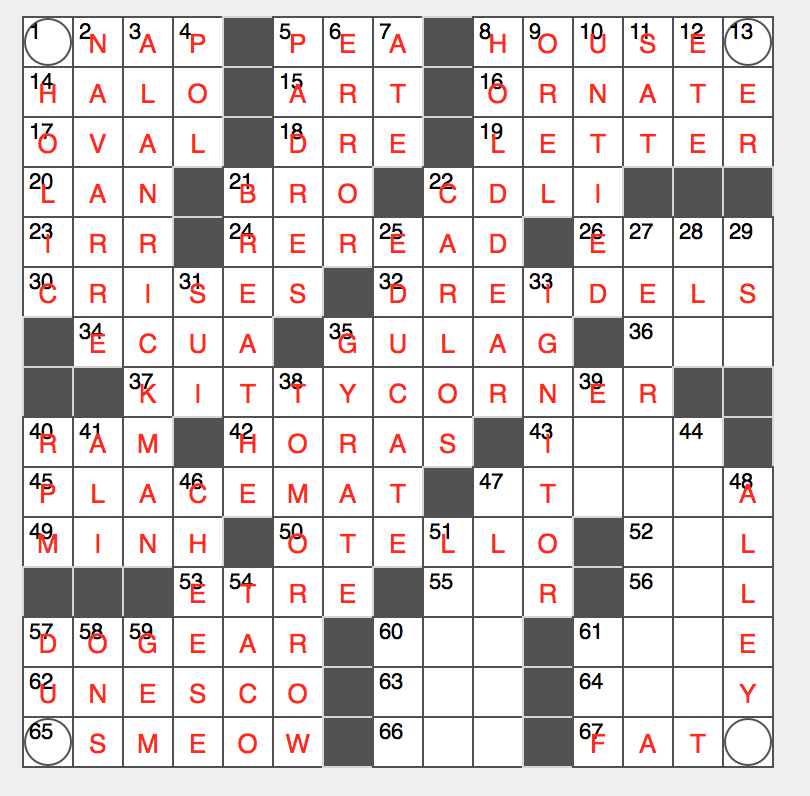 1 2 N 3 A 4 P 5 P 6 E 7 A 8 H 9 O 10 U 11 S 12 E 13
14 H A L O 15 A R T 16 O R N A T E
17 O V A L 18 D R E 19 L E T T E R
20 L A N 21 B R O 22 C D L I
23 I R R 24 R E R 25 E A D 26 E 27 28 29
30 C R I 31 S E S 32 D R E 33 I D E L S
34 E C U A 35 G U L A G 36
37 K I T 38 T Y C O R N 39 E R
40 R 41 A M 42 H O R A S 43 I 44
45 P L A 46 C E M A T 47 T 48 A
49 M I N H 50 O T E 51 L L O 52 L
53 E 54 T R E 55 R 56 L
57 D 58 O 59 G E A R 60 61 E
62 U N E S C O 63 64 Y
65 S M E O W 66 67 F A T